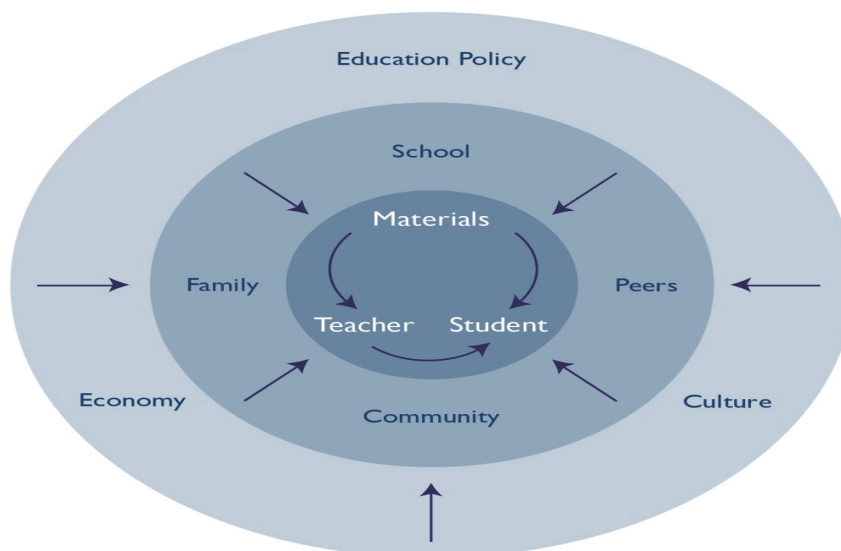 Education Policy
School
Materials
Family
Peers
Teacher Student
Economy
Culture
Community